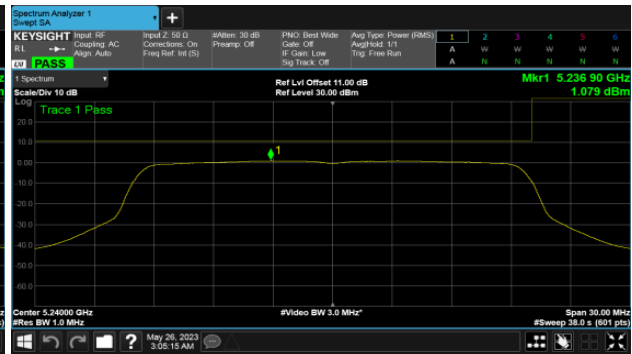 Spectrum Analyzer 1
Swept SA
+
KEYSIGHT Input: RF Input Z: 50 Ω #Atten: 30 dB PNO: Best Wide Avg Type: Power (RMS) 1 2 3 4 5 6
RL Coupling: AC Corrections: On Preamp: Off Gate: Off Avg|Hold: 1/1 A W W W W W
Align: Auto Freq Ref: Int (S) IF Gain: Low Trig: Free Run
LXI PASS Sig Track: Off A N N N N N
1 Spectrum Ref Lvl Offset 11.00 dB Mkr1 5.236 90 GHz
Scale/Div 10 dB Ref Level 30.00 dBm 1.079 dBm
Log
Trace 1 Pass
20.0
10.0
1
0.00
-10.0
-20.0
-30.0
-40.0
-50.0
-60.0
Center 5.24000 GHz #Video BW 3.0 MHz* Span 30.00 MHz
#Res BW 1.0 MHz #Sweep 38.0 s (601 pts)
? May 26, 2023
3:05:15 AM